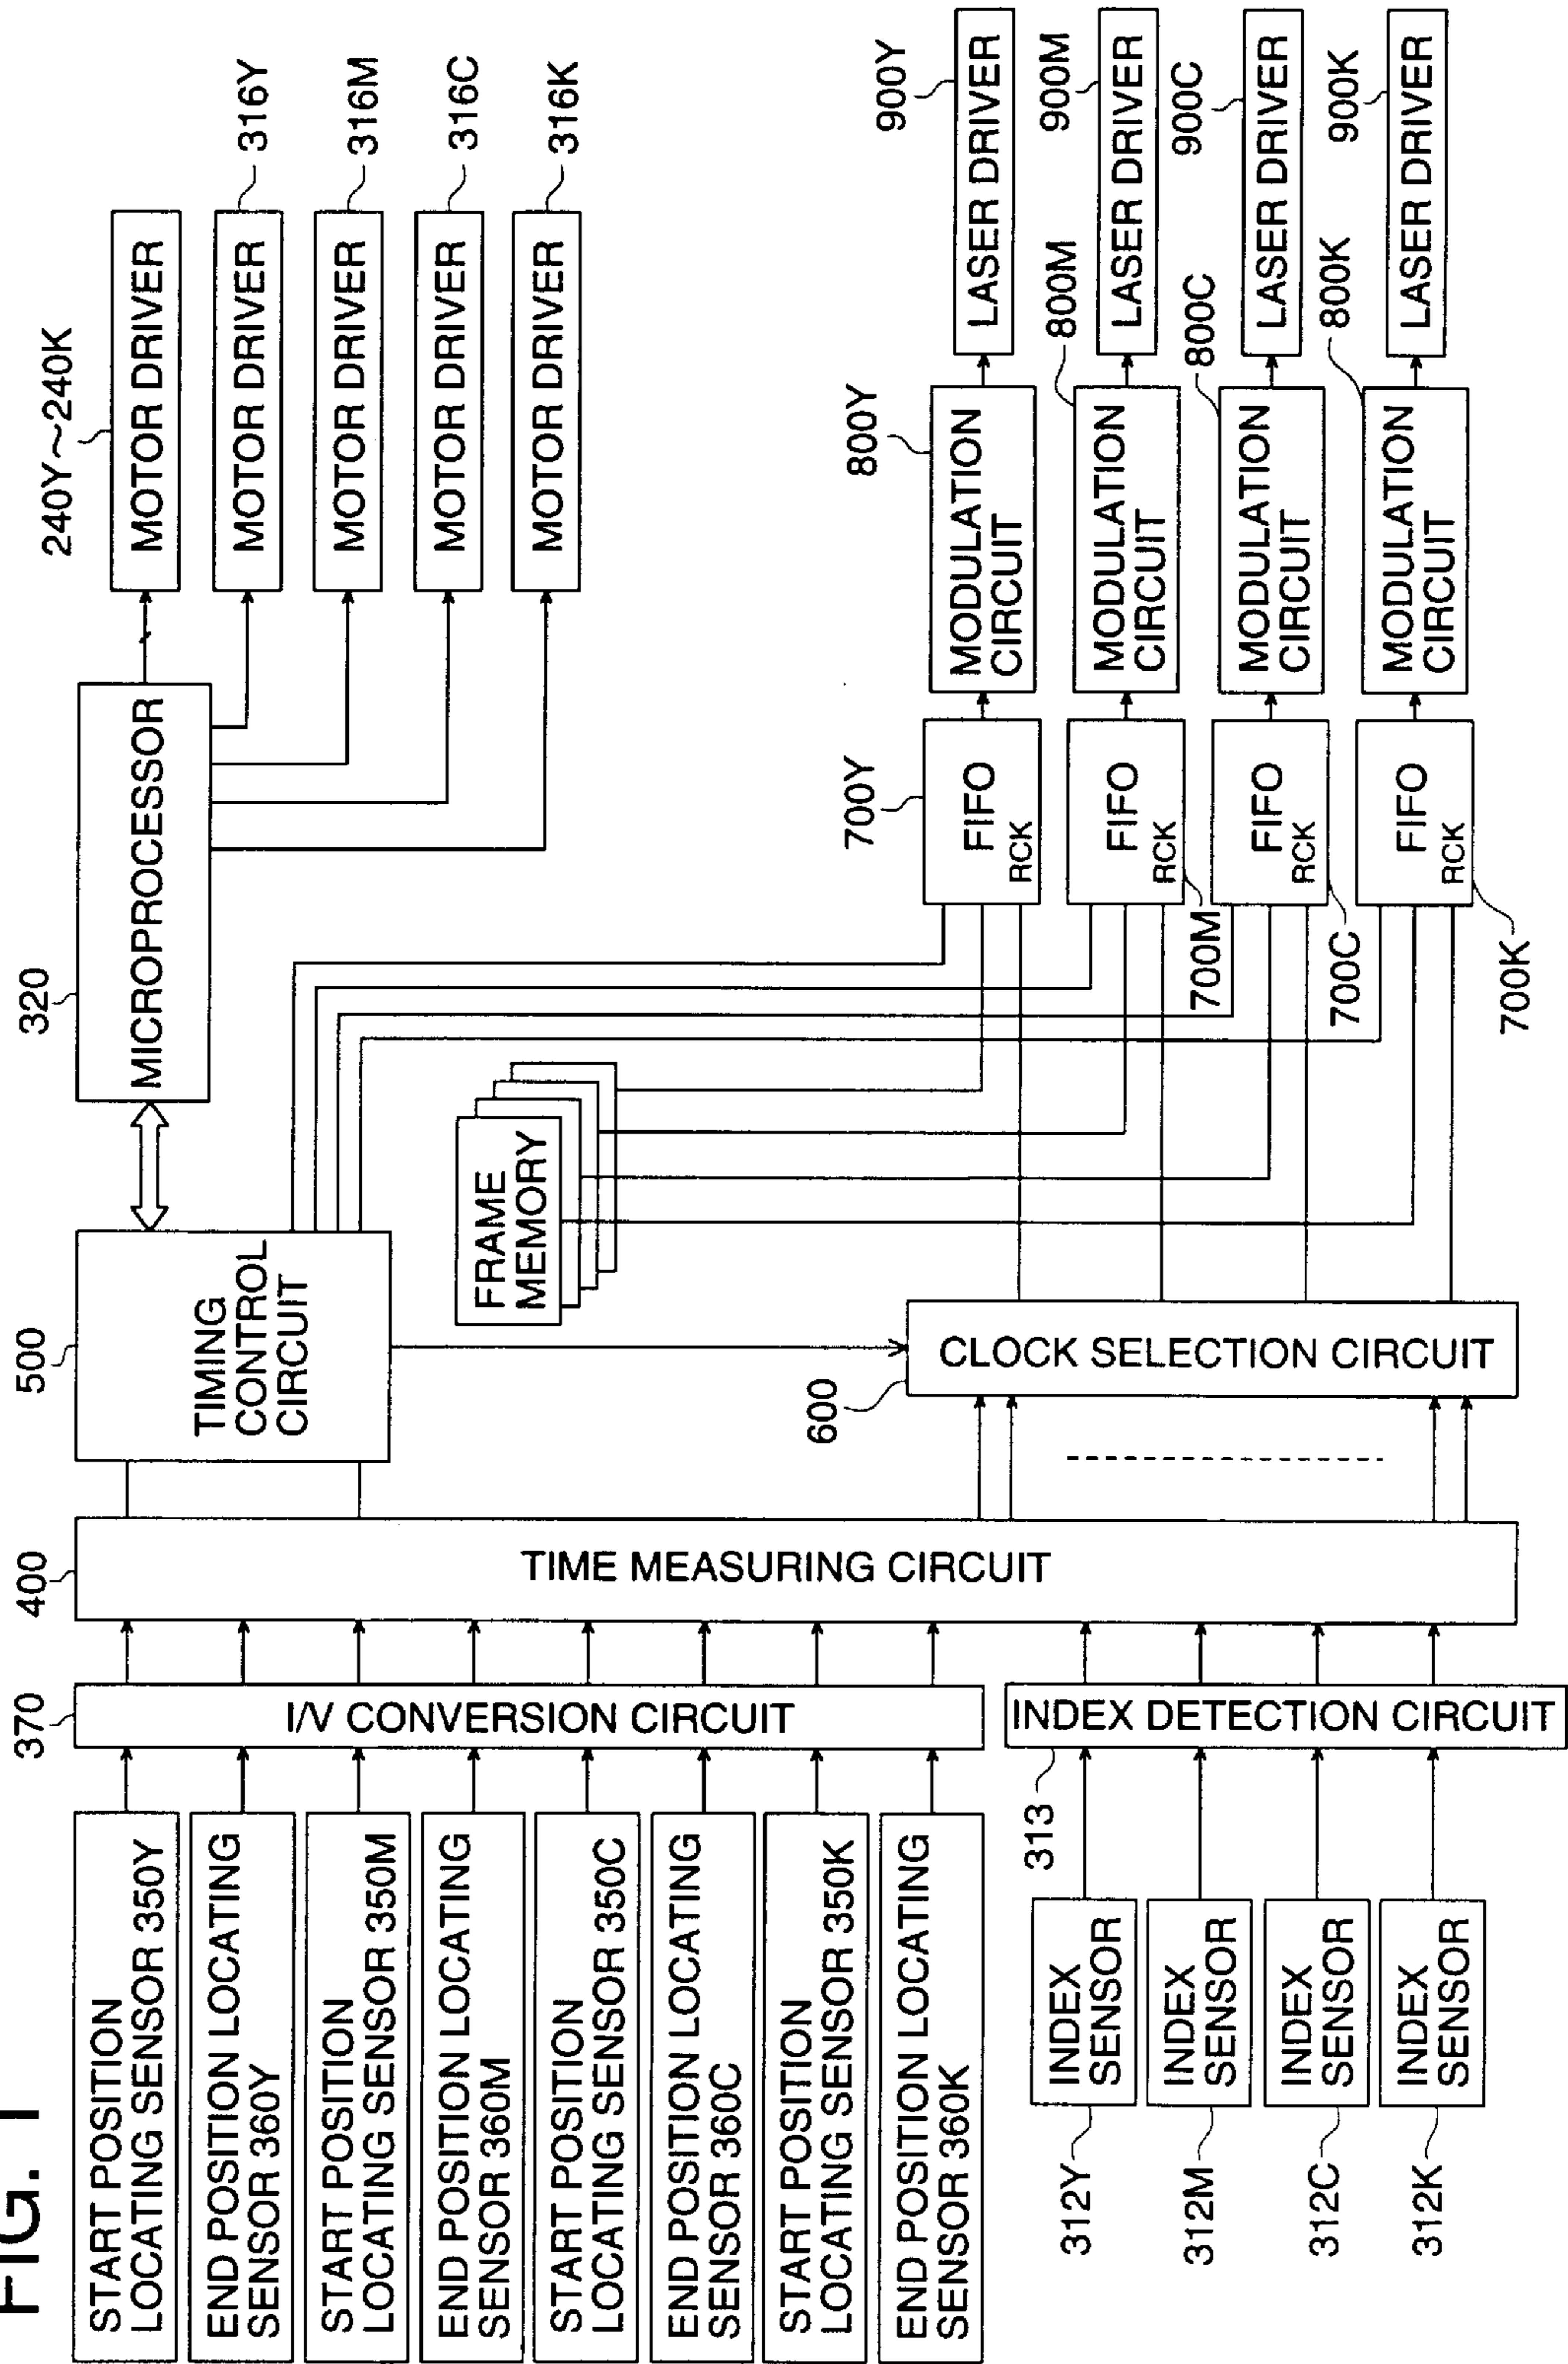 FIG. 1
START POSITION
LOCATING SENSOR 350Y
END POSITION LOCATING
SENSOR 360Y
START POSITION
LOCATING SENSOR 350M
END POSITION LOCATING
SENSOR 360M
START POSITION
LOCATING SENSOR 350C
END POSITION LOCATING
SENSOR 360C
START POSITION
LOCATING SENSOR 350K
END POSITION LOCATING
SENSOR 360K
312Y
INDEX
SENSOR
312M
INDEX
SENSOR
312C
INDEX
SENSOR
312K
INDEX
SENSOR
370
I/V CONVERSION CIRCUIT
313
INDEX DETECTION CIRCUIT
400
TIME MEASURING CIRCUIT
500
TIMING
CONTROL
CIRCUIT
600
CLOCK SELECTION CIRCUIT
FRAME
MEMORY
320
MICROPROCESSOR
240Y～240K
MOTOR DRIVER
MOTOR DRIVER
316Y
MOTOR DRIVER
316M
MOTOR DRIVER
316C
MOTOR DRIVER
316K
700Y
FIFO
RCK
FIFO
RCK
700M
FIFO
RCK
700C
FIFO
RCK
700K
800Y
MODULATION
CIRCUIT
800M
MODULATION
CIRCUIT
800C
MODULATION
CIRCUIT
800K
MODULATION
CIRCUIT
900Y
LASER DRIVER
900M
LASER DRIVER
900C
LASER DRIVER
900K
LASER DRIVER